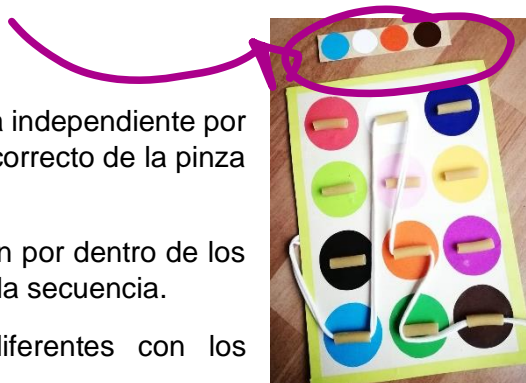 a independiente por
correcto de la pinza
n por dentro de los
la secuencia.
diferentes con los